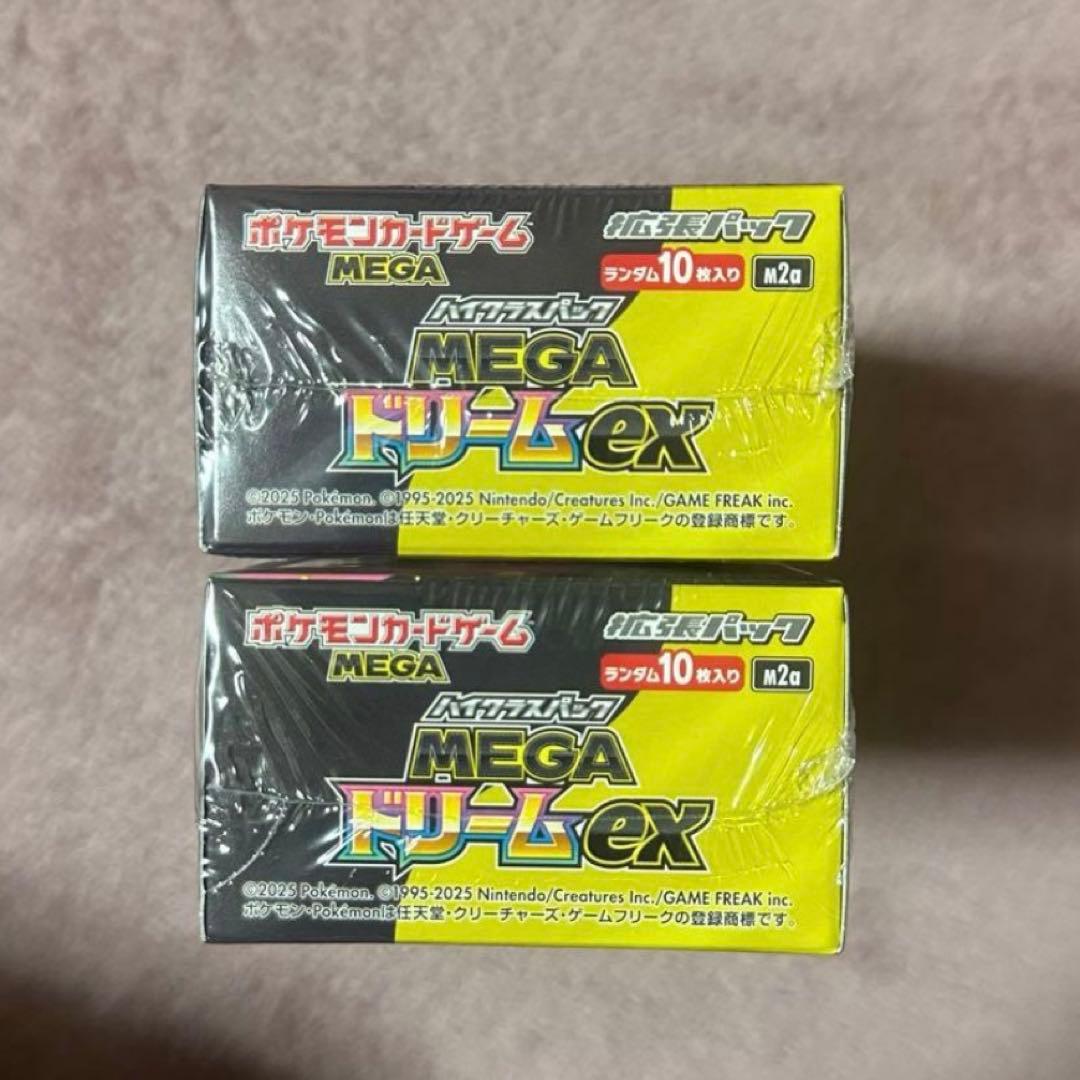 ポケモンカードゲーム
MEGA
拡張パック
ランダム10枚入り M2a
ハイクラスパック
MEGA
ドリームex
©2025 Pokémon. ©1995-2025 Nintendo/Creatures Inc./GAME FREAK inc.
ポケモン・Pokémonは任天堂・クリーチャーズ・ゲームフリークの登録商標です。
ポケモンカードゲーム
MEGA
拡張パック
ランダム10枚入り M2a
ハイクラスパック
MEGA
ドリームex
©2025 Pokémon. ©1995-2025 Nintendo/Creatures Inc./GAME FREAK inc.
ポケモン・Pokémonは任天堂・クリーチャーズ・ゲームフリークの登録商標です。